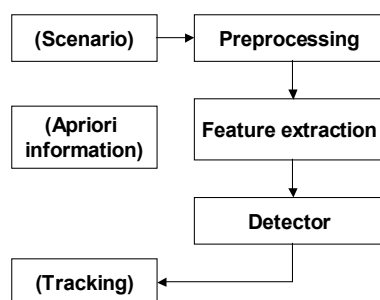 (Scenario)
Preprocessing
(Apriori
information)
Feature extraction
Detector
(Tracking)